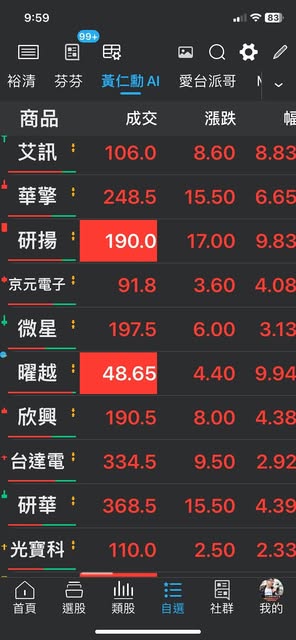 9:59
83
99+
裕清 芬芬 黃仁勳 AI 愛台派哥
商品 成交 漲跌 幅
艾訊 106.0 8.60 8.83
華擎 248.5 15.50 6.65
研揚 190.0 17.00 9.83
京元電子 91.8 3.60 4.08
微星 197.5 6.00 3.13
曜越 48.65 4.40 9.94
欣興 190.5 8.00 4.38
台達電 334.5 9.50 2.92
研華 368.5 15.50 4.39
光寶科 110.0 2.50 2.33
首頁 選股 類股 自選 社群 我的